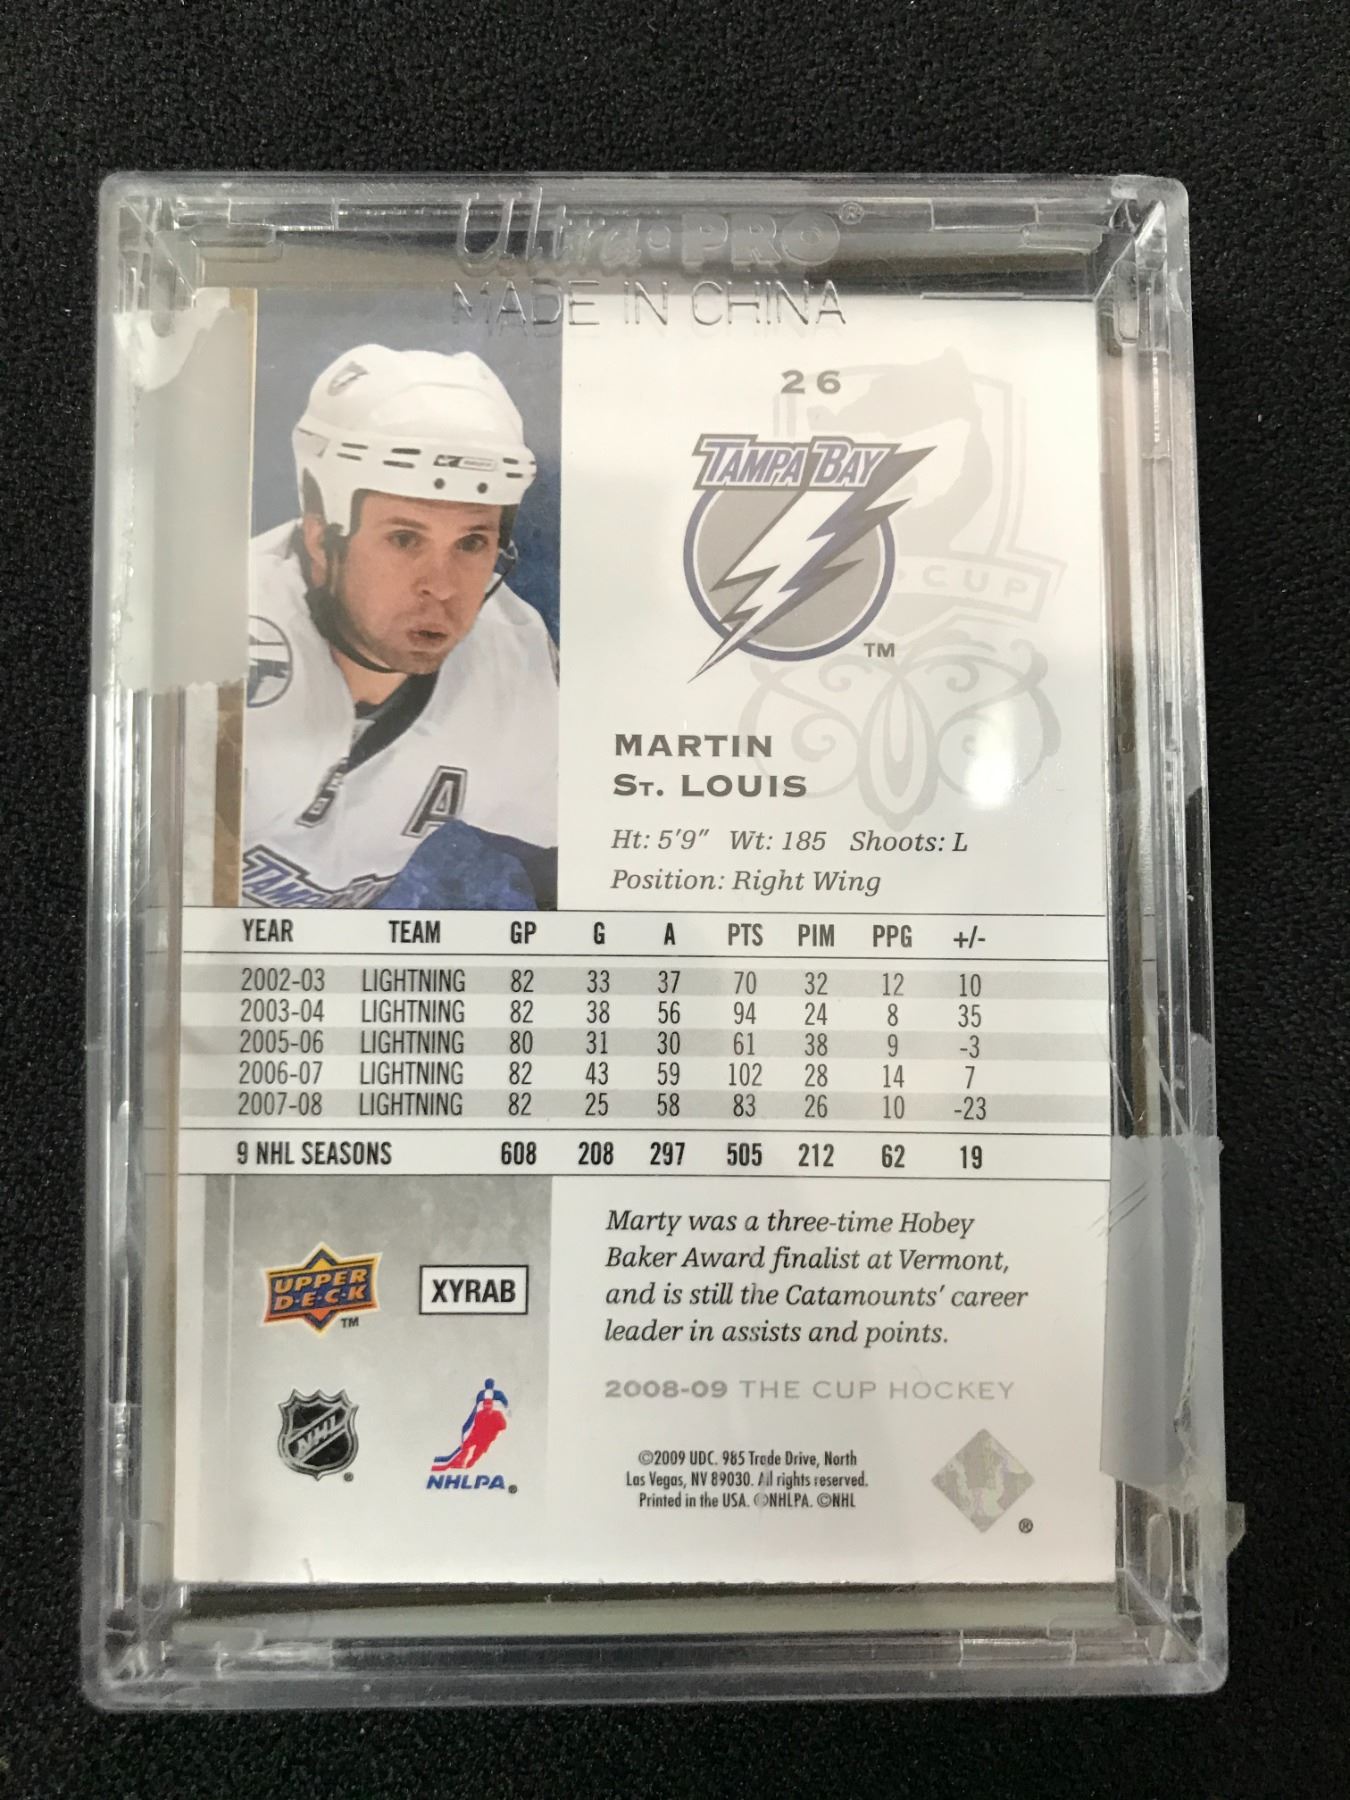 Ultra•PRO®
MADE IN CHINA
26
TAMPA BAY
TM
CUP
MARTIN
ST. LOUIS
Ht: 5'9" Wt: 185 Shoots: L
Position: Right Wing
A
TAMPA
YEAR TEAM GP G A PTS PIM PPG +/-
2002-03 LIGHTNING 82 33 37 70 32 12 10
2003-04 LIGHTNING 82 38 56 94 24 8 35
2005-06 LIGHTNING 80 31 30 61 38 9 -3
2006-07 LIGHTNING 82 43 59 102 28 14 7
2007-08 LIGHTNING 82 25 58 83 26 10 -23
9 NHL SEASONS 608 208 297 505 212 62 19
Marty was a three-time Hobey
Baker Award finalist at Vermont,
and is still the Catamounts' career
leader in assists and points.
2008-09 THE CUP HOCKEY
UPPER
D•E•C•K
TM
XYRAB
NHL
®
NHLPA®
©2009 UDC. 985 Trade Drive, North
Las Vegas, NV 89030. All rights reserved.
Printed in the USA. ©NHLPA. ©NHL
®